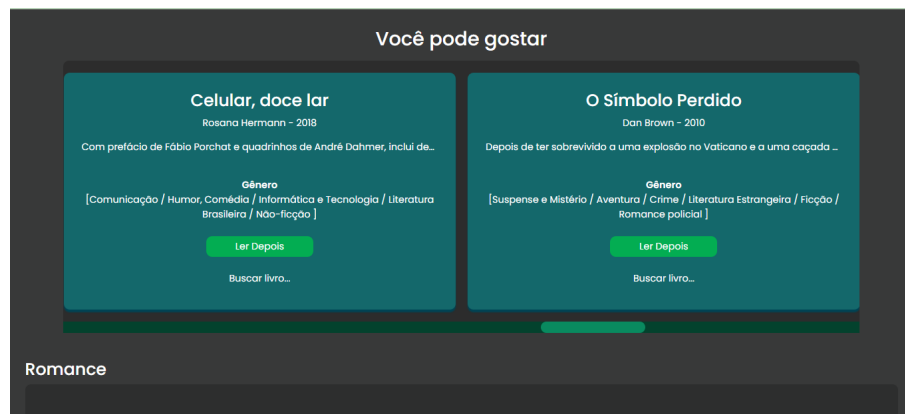 Você pode gostar
Celular, doce lar
Rosana Hermann - 2018
Com prefácio de Fábio Porchat e quadrinhos de André Dahmer, inclui de...
Gênero
[Comunicação / Humor, Comédia / Informática e Tecnologia / Literatura
Brasileira / Não-ficção ]
Ler Depois
Buscar livro...
O Símbolo Perdido
Dan Brown - 2010
Depois de ter sobrevivido a uma explosão no Vaticano e a uma caçada ...
Gênero
[Suspense e Mistério / Aventura / Crime / Literatura Estrangeira / Ficção /
Romance policial ]
Ler Depois
Buscar livro...
Romance